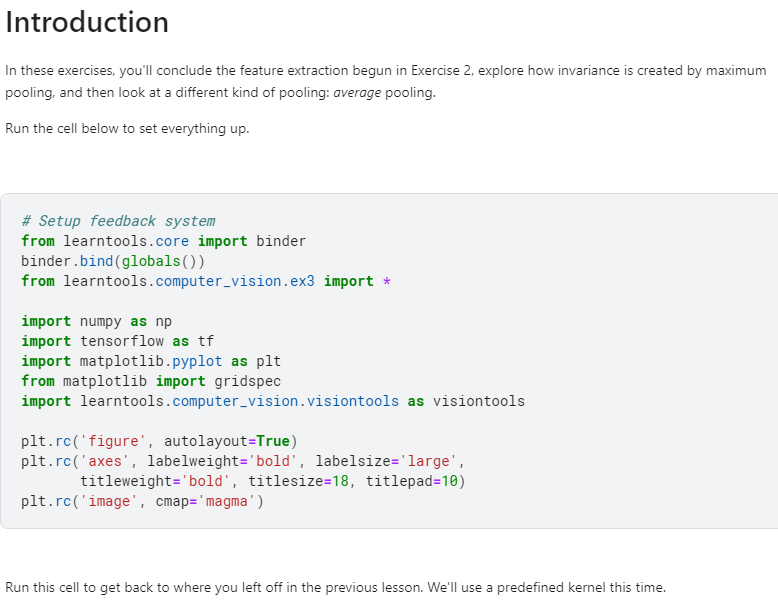 Introduction
In these exercises, you'll conclude the feature extraction begun in Exercise 2, explore how invariance is created by maximum
pooling, and then look at a different kind of pooling: average pooling.
Run the cell below to set everything up.
# Setup feedback system
from learntools.core import binder
binder.bind(globals())
from learntools.computer_vision.ex3 import *
import numpy as np
import tensorflow as tf
import matplotlib.pyplot as plt
from matplotlib import gridspec
import learntools.computer_vision.visiontools as visiontools
plt.rc('figure', autolayout=True)
plt.rc('axes', labelweight='bold', labelsize='large',
       titleweight='bold', titlesize=18, titlepad=10)
plt.rc('image', cmap='magma')
Run this cell to get back to where you left off in the previous lesson. We'll use a predefined kernel this time.